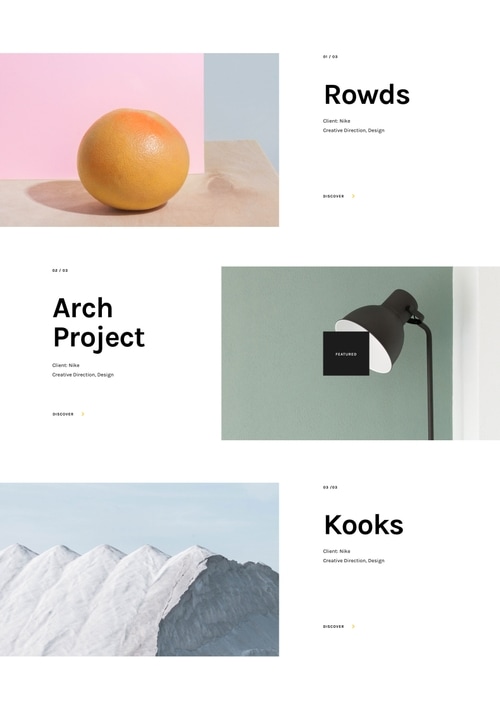 01 / 03
Rowds
Client: Nike
Creative Direction, Design
DISCOVER
02 / 03
Arch
Project
Client: Nike
Creative Direction, Design
DISCOVER
FEATURED
03 /03
Kooks
Client: Nike
Creative Direction, Design
DISCOVER